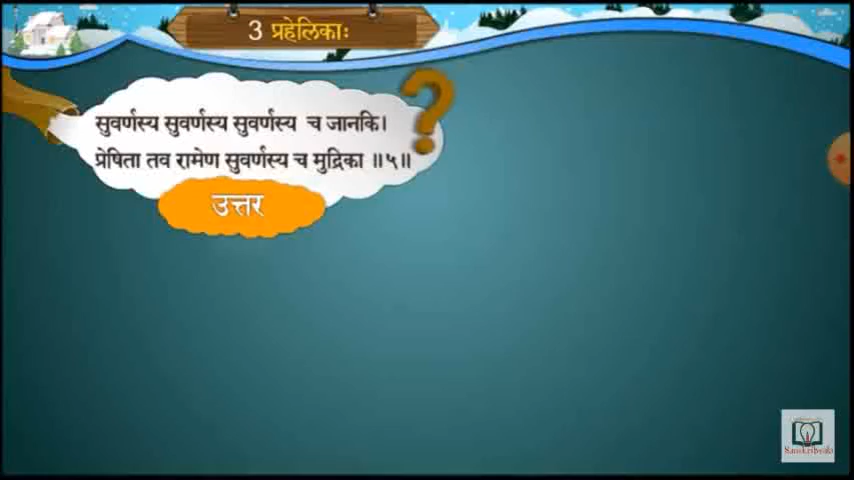 3 प्रहेलिकाः
सुवर्णस्य सुवर्णस्य सुवर्णस्य च जानकि।
प्रेषिता तव रामेण सुवर्णस्य च मुद्रिका ॥५॥
उत्तर